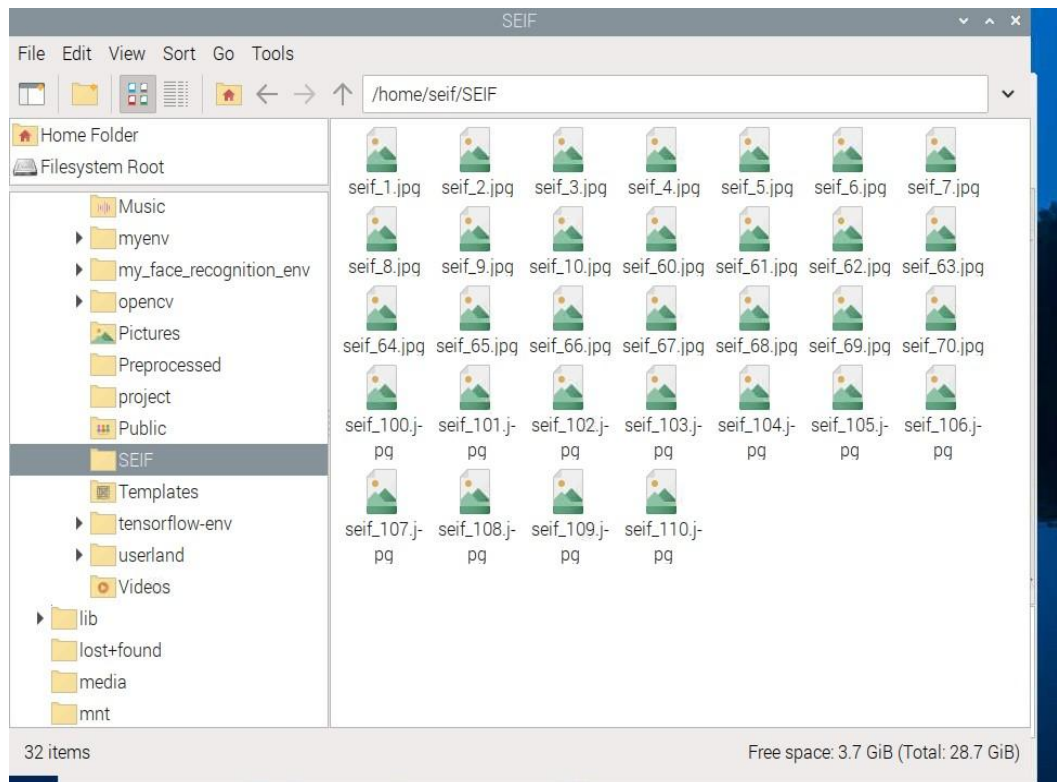 SEIF
File Edit View Sort Go Tools
/home/seif/SEIF
Home Folder
Filesystem Root
Music
myenv
my_face_recognition_env
opencv
Pictures
Preprocessed
project
Public
SEIF
Templates
tensorflow-env
userland
Videos
lib
lost+found
media
mnt
seif_1.jpg seif_2.jpg seif_3.jpg seif_4.jpg seif_5.jpg seif_6.jpg seif_7.jpg
seif_8.jpg seif_9.jpg seif_10.jpg seif_60.jpg seif_61.jpg seif_62.jpg seif_63.jpg
seif_64.jpg seif_65.jpg seif_66.jpg seif_67.jpg seif_68.jpg seif_69.jpg seif_70.jpg
seif_100.j- seif_101.j- seif_102.j- seif_103.j- seif_104.j- seif_105.j- seif_106.j-
pg pg pg pg pg pg pg
seif_107.j- seif_108.j- seif_109.j- seif_110.j-
pg pg pg pg
32 items
Free space: 3.7 GiB (Total: 28.7 GiB)